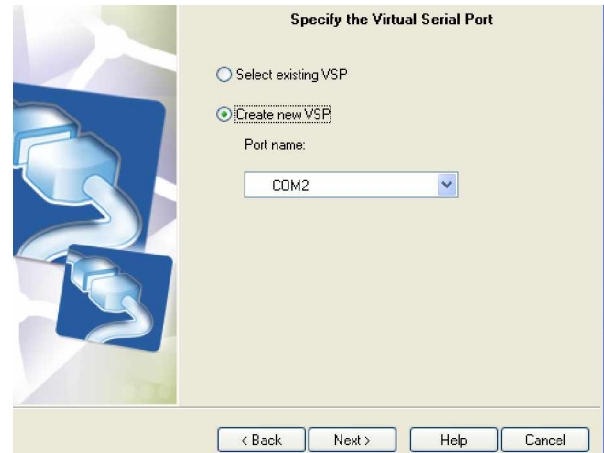 Specify the Virtual Serial Port
Select existing VSP
Create new VSP
Port name:
COM2
< Back
Next >
Help
Cancel